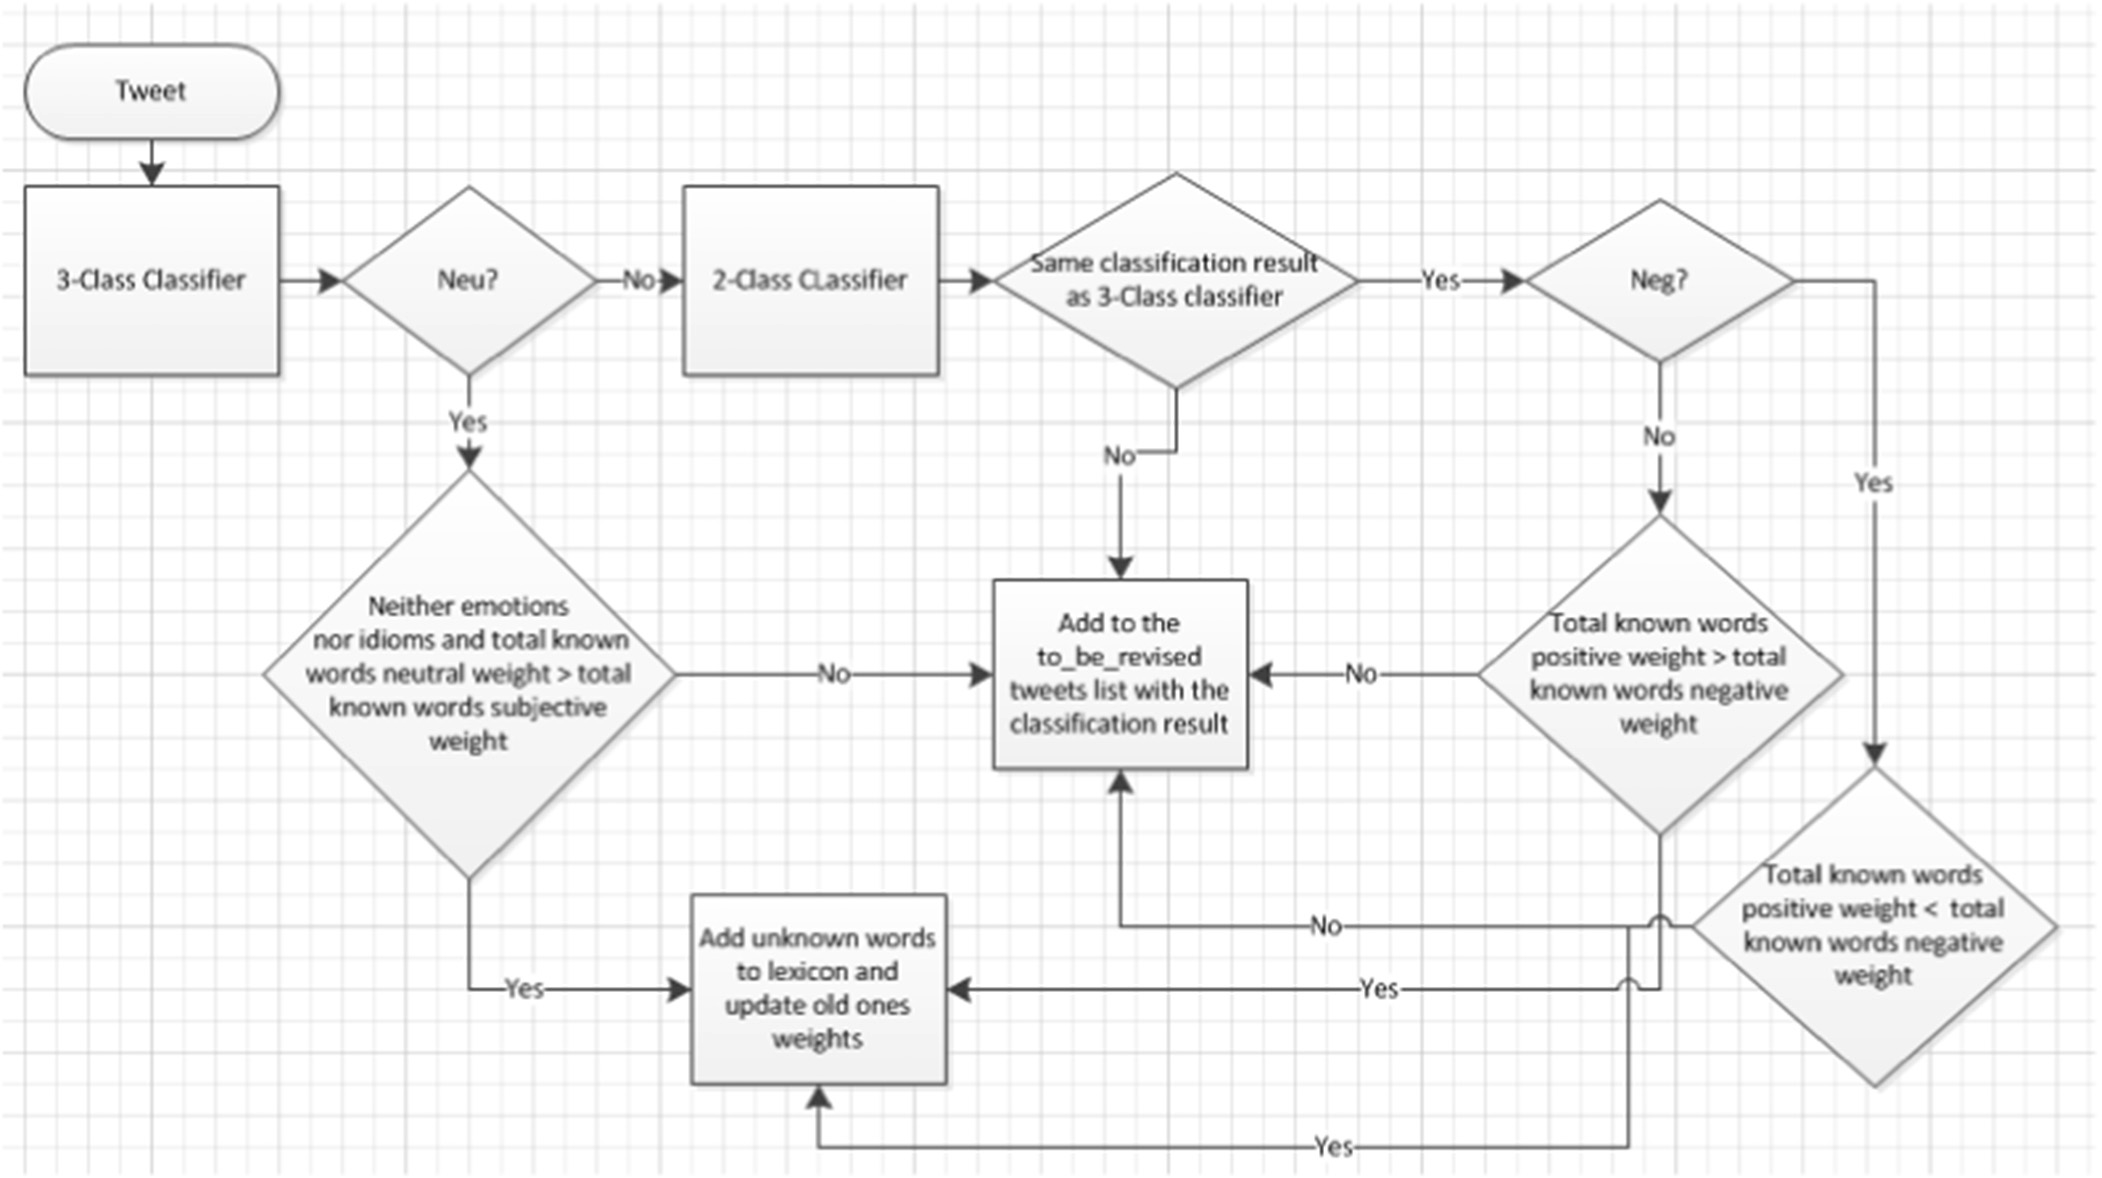 Tweet
3-Class Classifier
Neu?
No
2-Class CLassifier
Same classification result
as 3-Class classifier
Yes
Neg?
Yes
No
No
Yes
Neither emotions
nor idioms and total known
words neutral weight > total
known words subjective
weight
No
Add to the
to_be_revised
tweets list with the
classification result
No
Total known words
positive weight > total
known words negative
weight
Total known words
positive weight < total
known words negative
weight
No
Yes
Add unknown words
to lexicon and
update old ones
weights
Yes
Yes